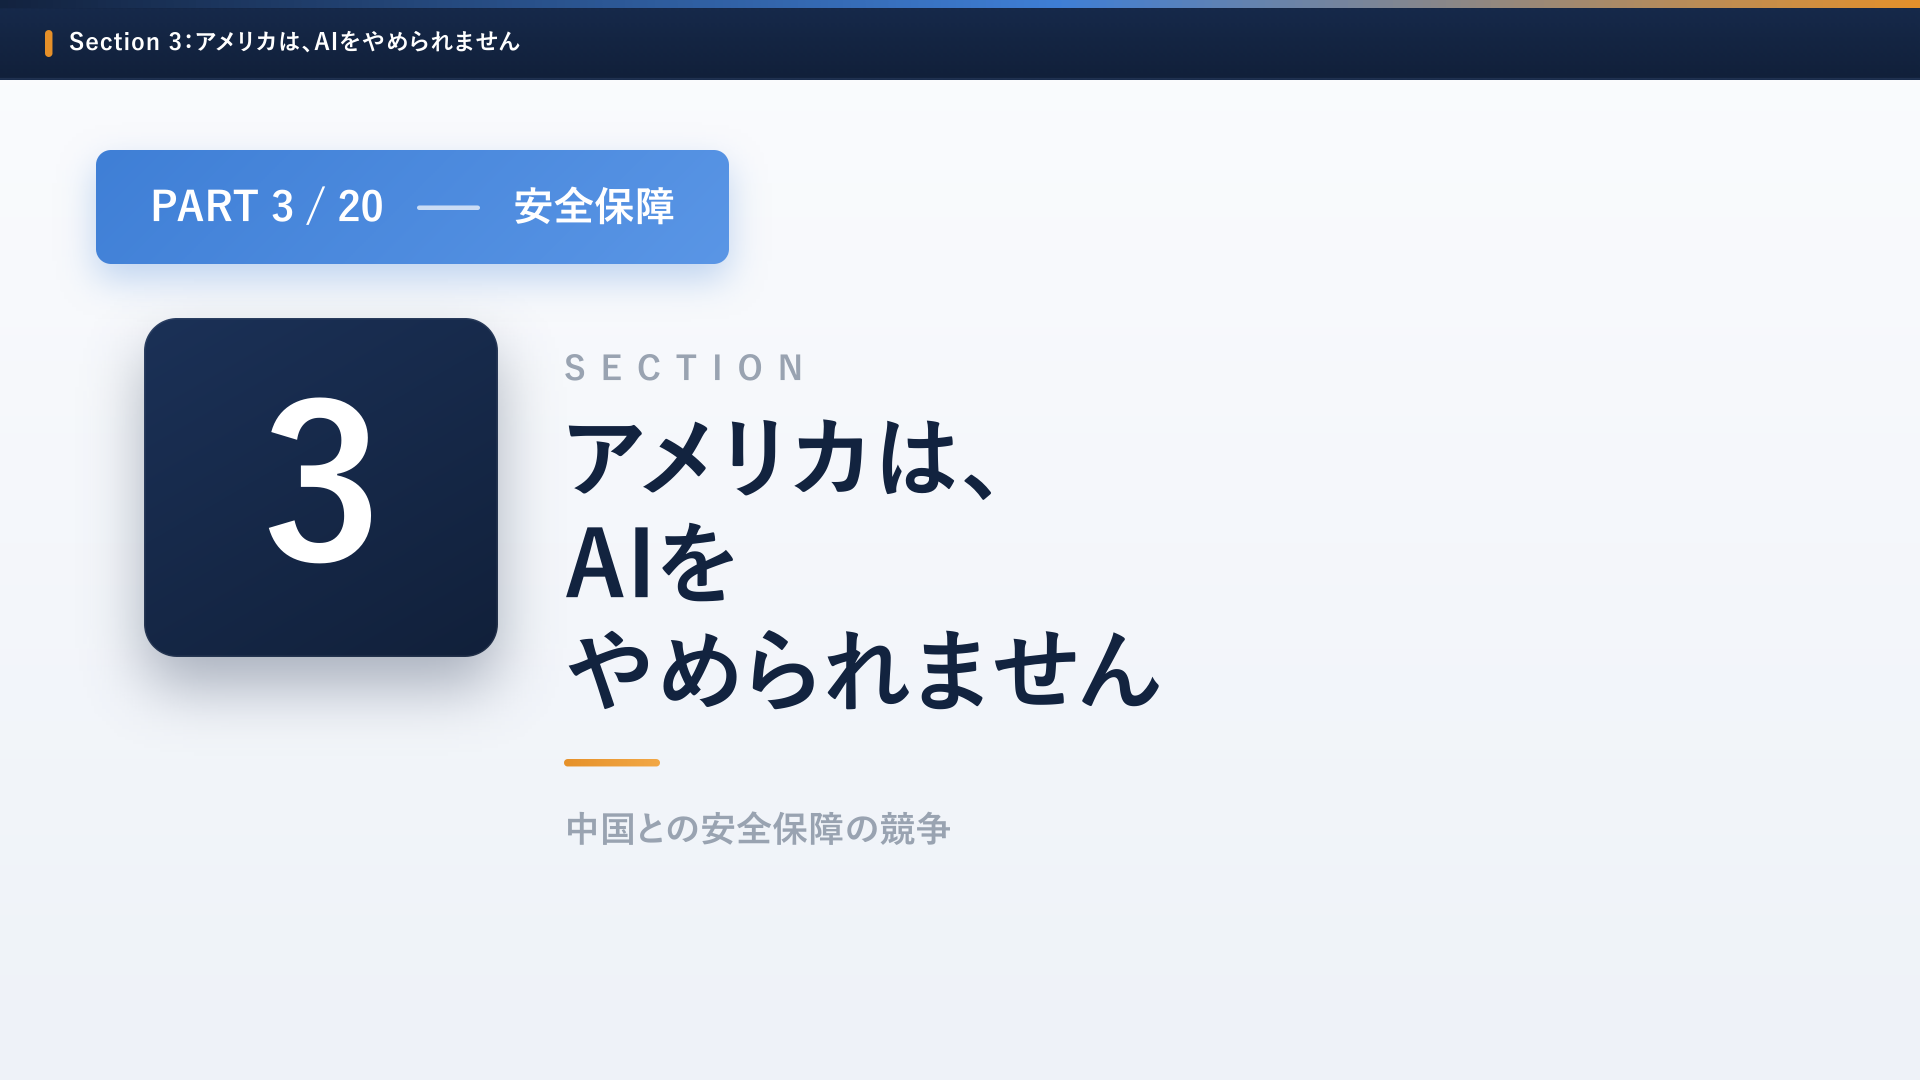 Section 3：アメリカは、AIをやめられません
PART 3 / 20 — 安全保障
3
SECTION
アメリカは、
AIを
やめられません
中国との安全保障の競争